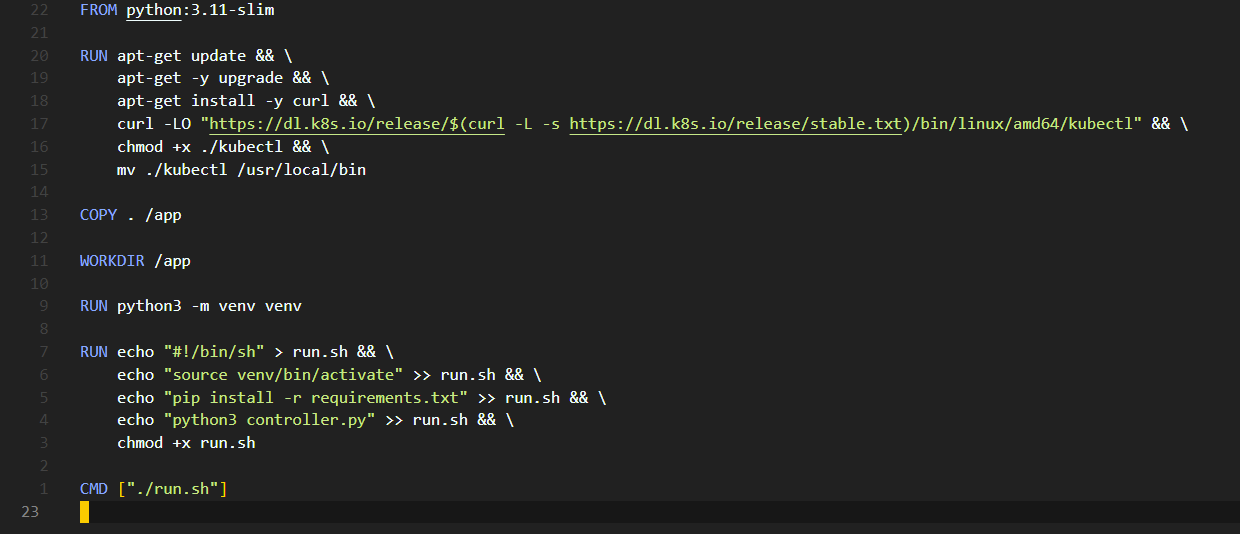 22 FROM python:3.11-slim
21
20 RUN apt-get update && \
19     apt-get -y upgrade && \
18     apt-get install -y curl && \
17     curl -LO "https://dl.k8s.io/release/$(curl -L -s https://dl.k8s.io/release/stable.txt)/bin/linux/amd64/kubectl" && \
16     chmod +x ./kubectl && \
15     mv ./kubectl /usr/local/bin
14
13 COPY . /app
12
11 WORKDIR /app
10
9 RUN python3 -m venv venv
8
7 RUN echo "#!/bin/sh" > run.sh && \
6     echo "source venv/bin/activate" >> run.sh && \
5     echo "pip install -r requirements.txt" >> run.sh && \
4     echo "python3 controller.py" >> run.sh && \
3     chmod +x run.sh
2
1 CMD ["./run.sh"]
23